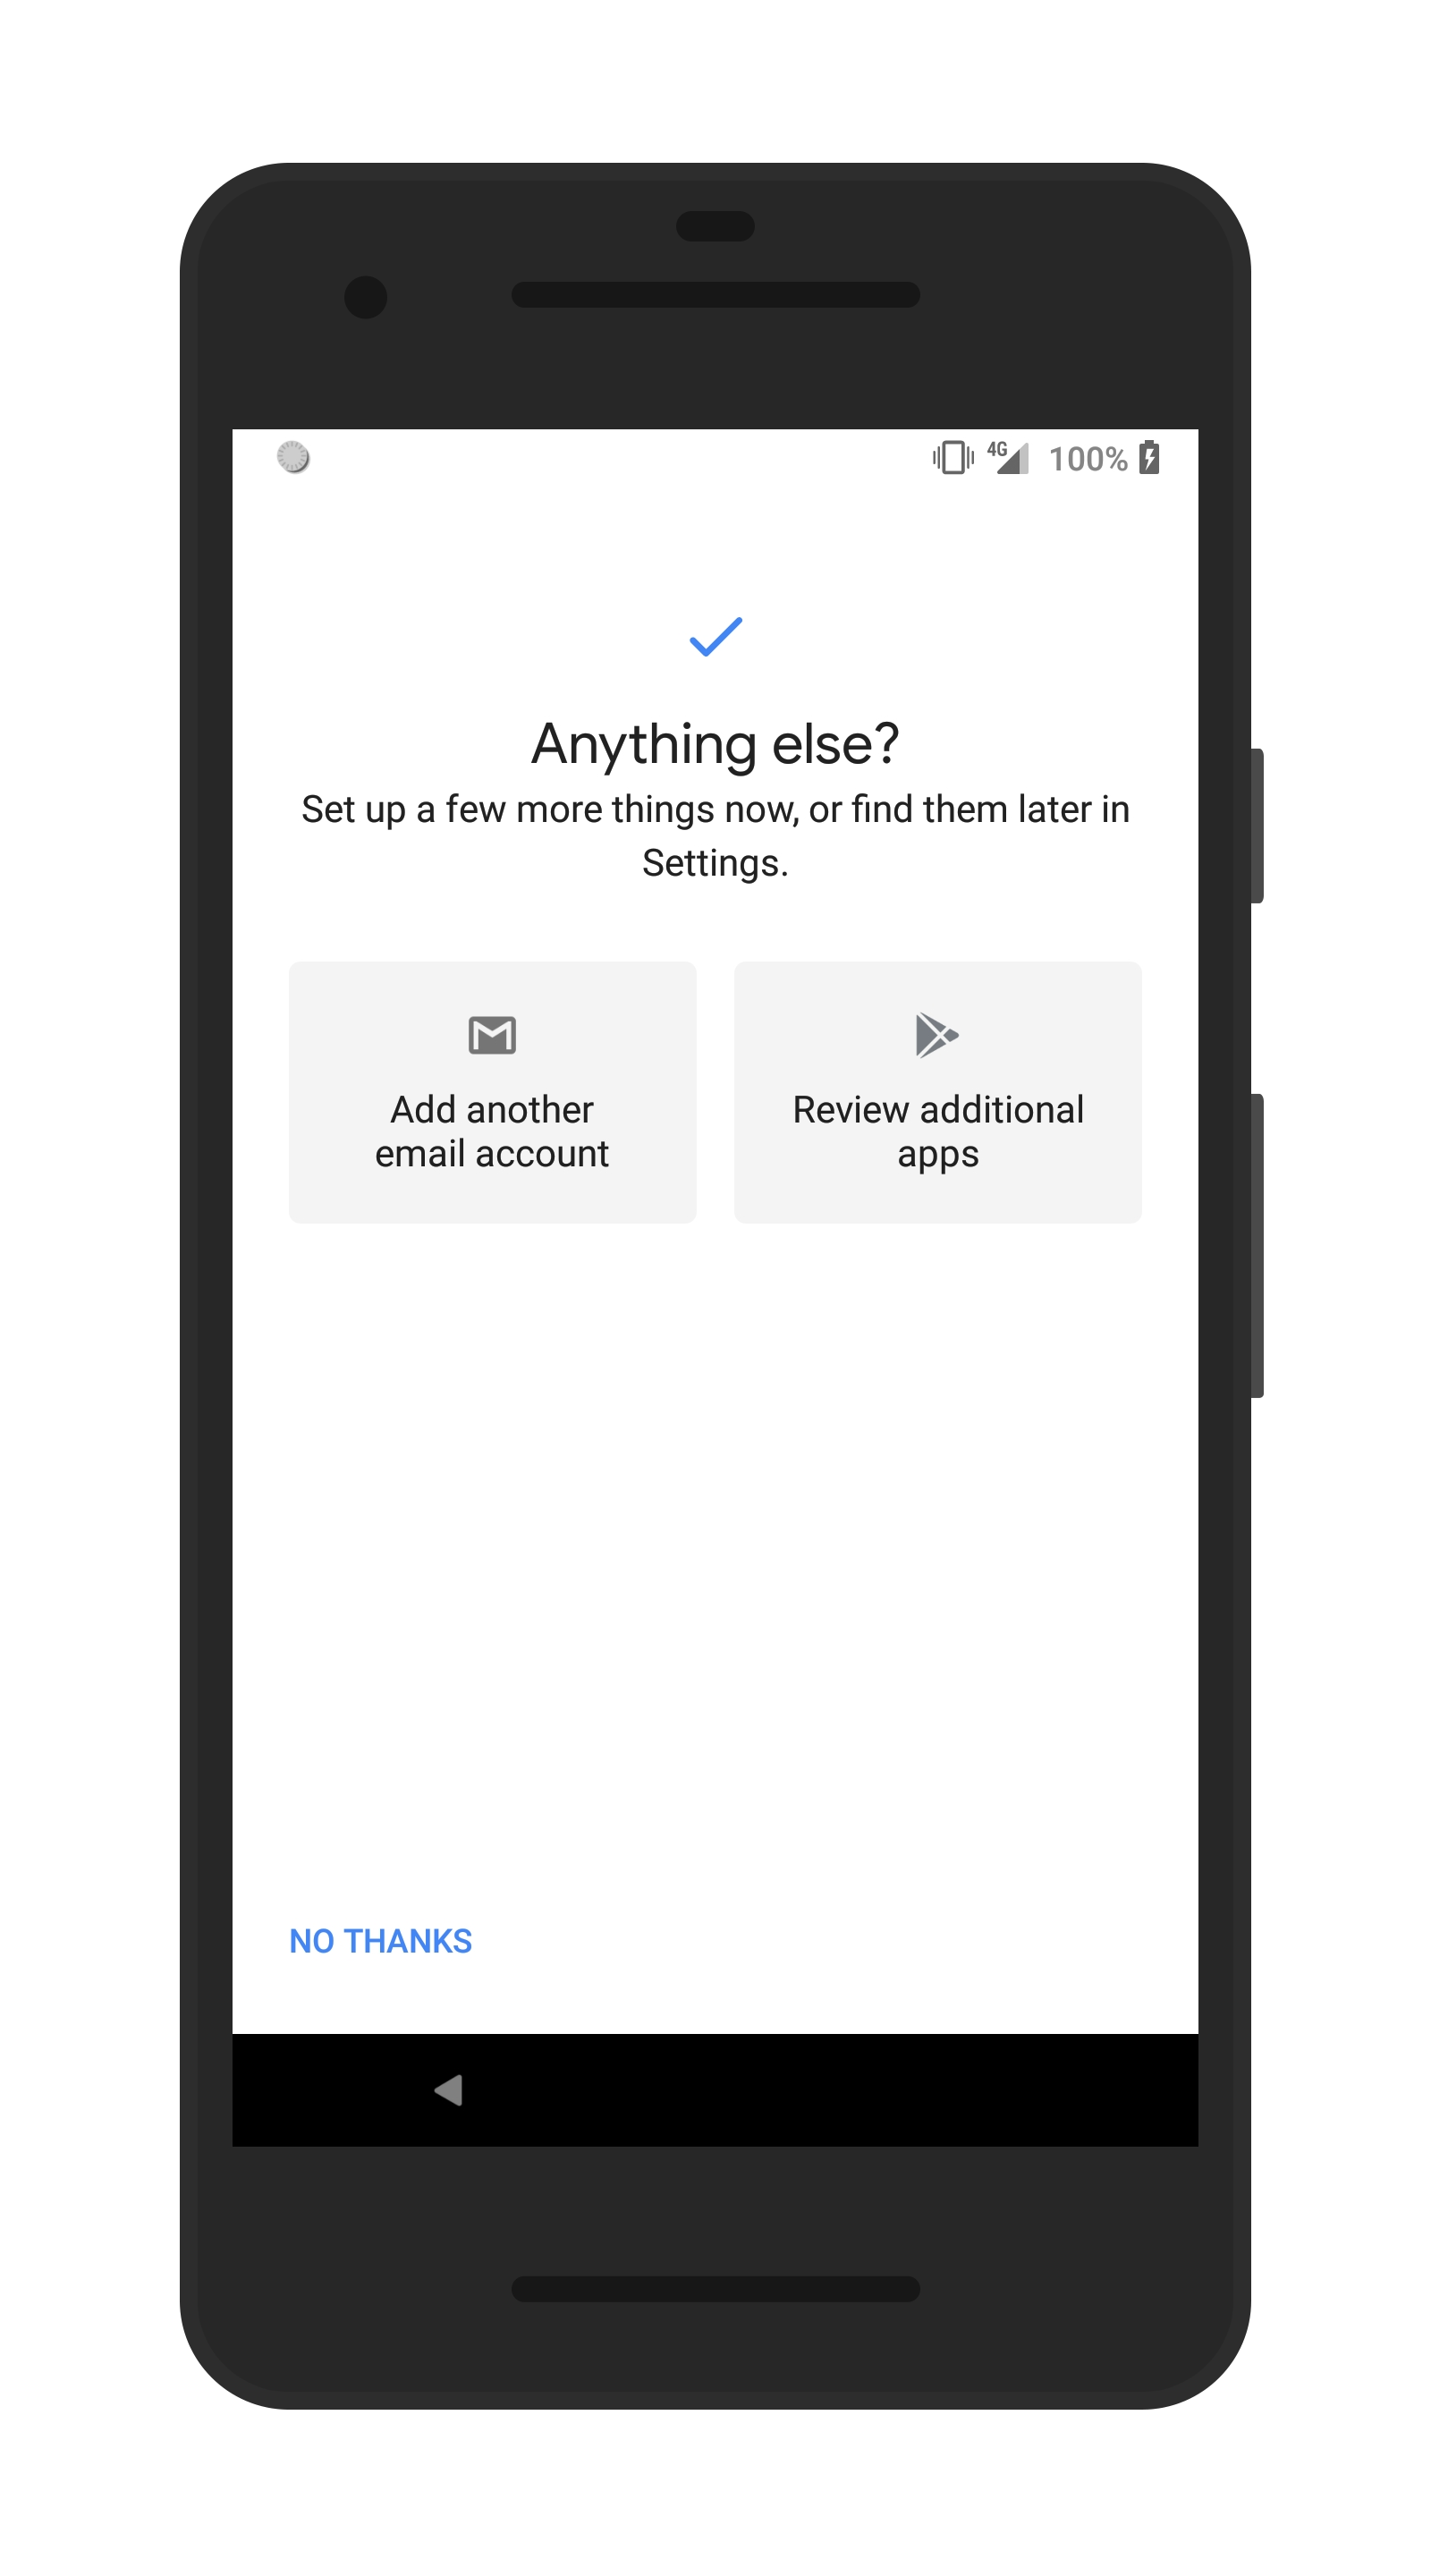 4G 100%
Anything else?
Set up a few more things now, or find them later in
Settings.
Add another
email account
Review additional
apps
NO THANKS